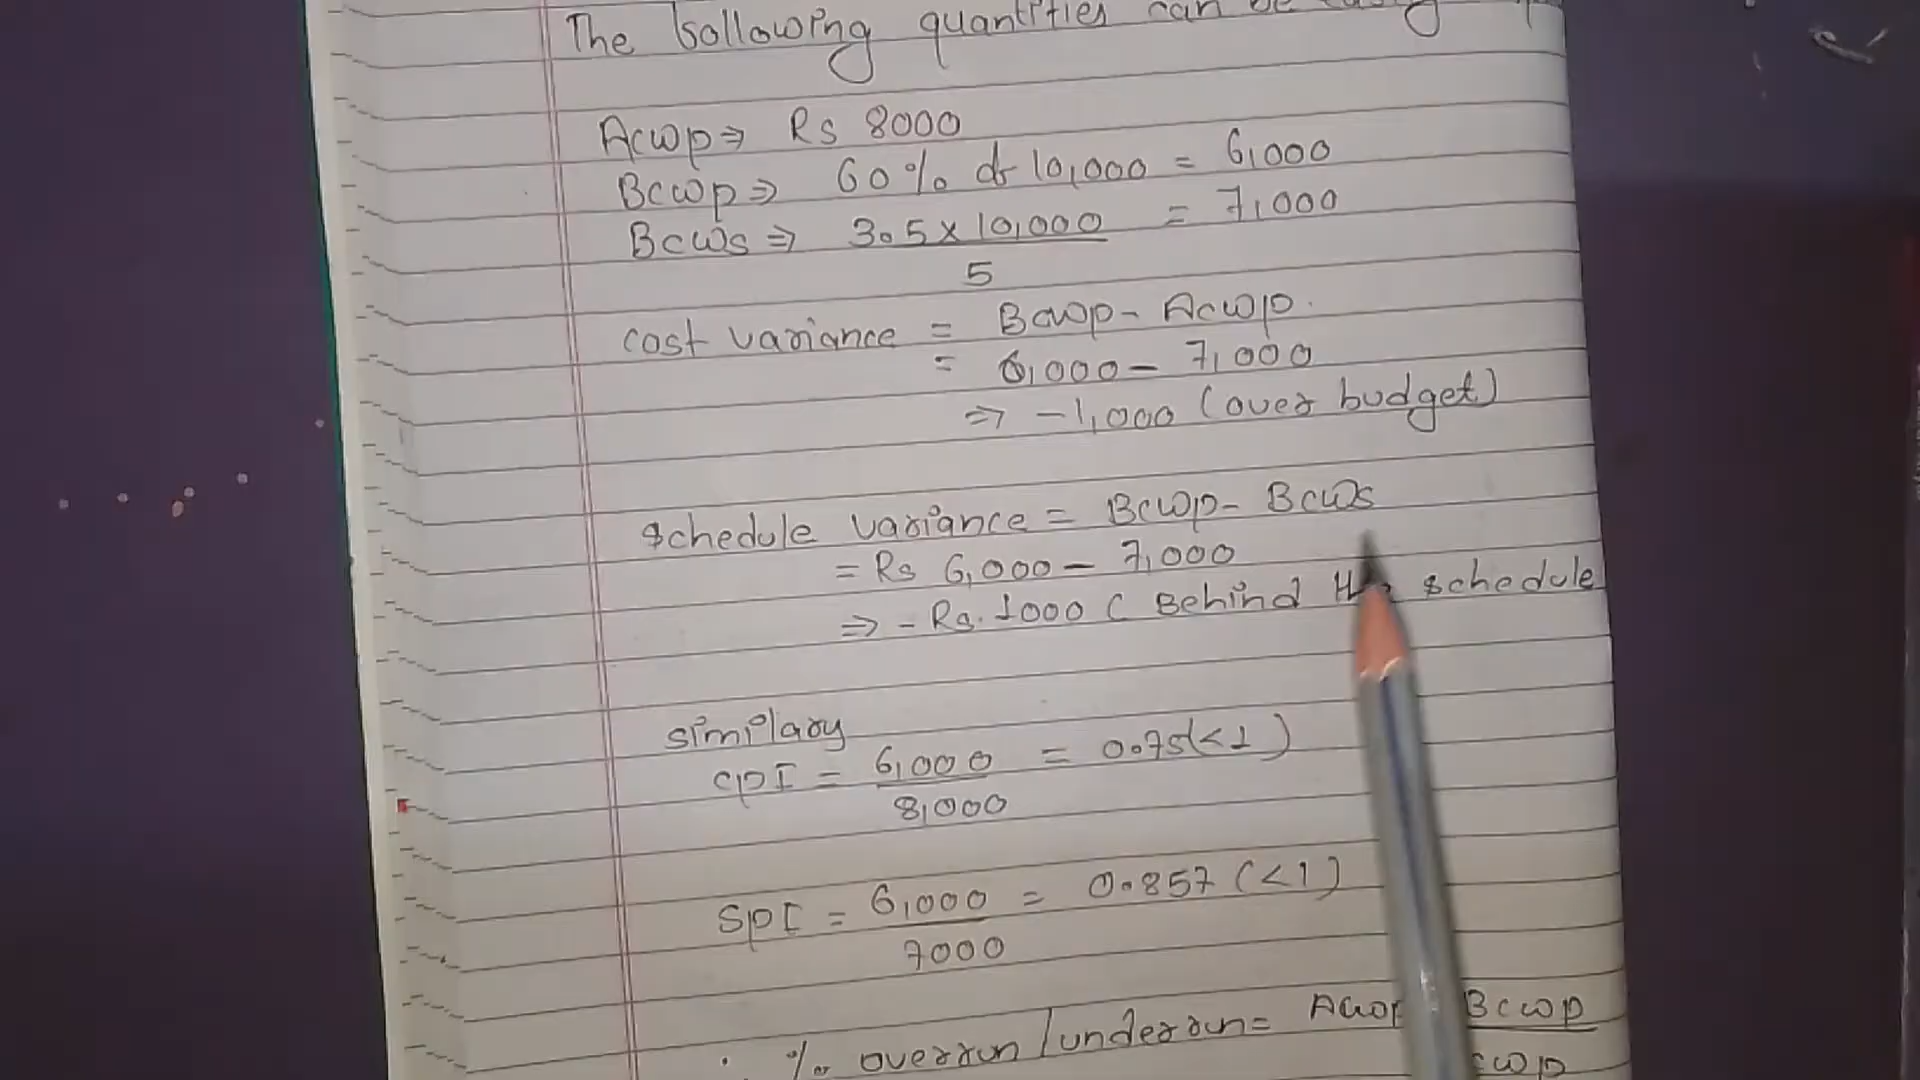 The following quantities can be
Acwp ⇒ Rs 8000
Bcwp ⇒ 60% of 10,000 = 6,000
Bcws ⇒ 3.5 x 10,000 = 7,000
5
cost variance = Bcwp - Acwp.
= 6,000 - 7,000
⇒ -1,000 (over budget)
schedule variance = Bcwp - Bcws
= Rs 6,000 - 7,000
⇒ - Rs. 1000 ( Behind the schedule
similary
CPI = 6,000 = 0.75(<1)
8,000
SPI = 6,000 = 0.857 (<1)
7000
% overrun/underrun = Acwp Bcwp